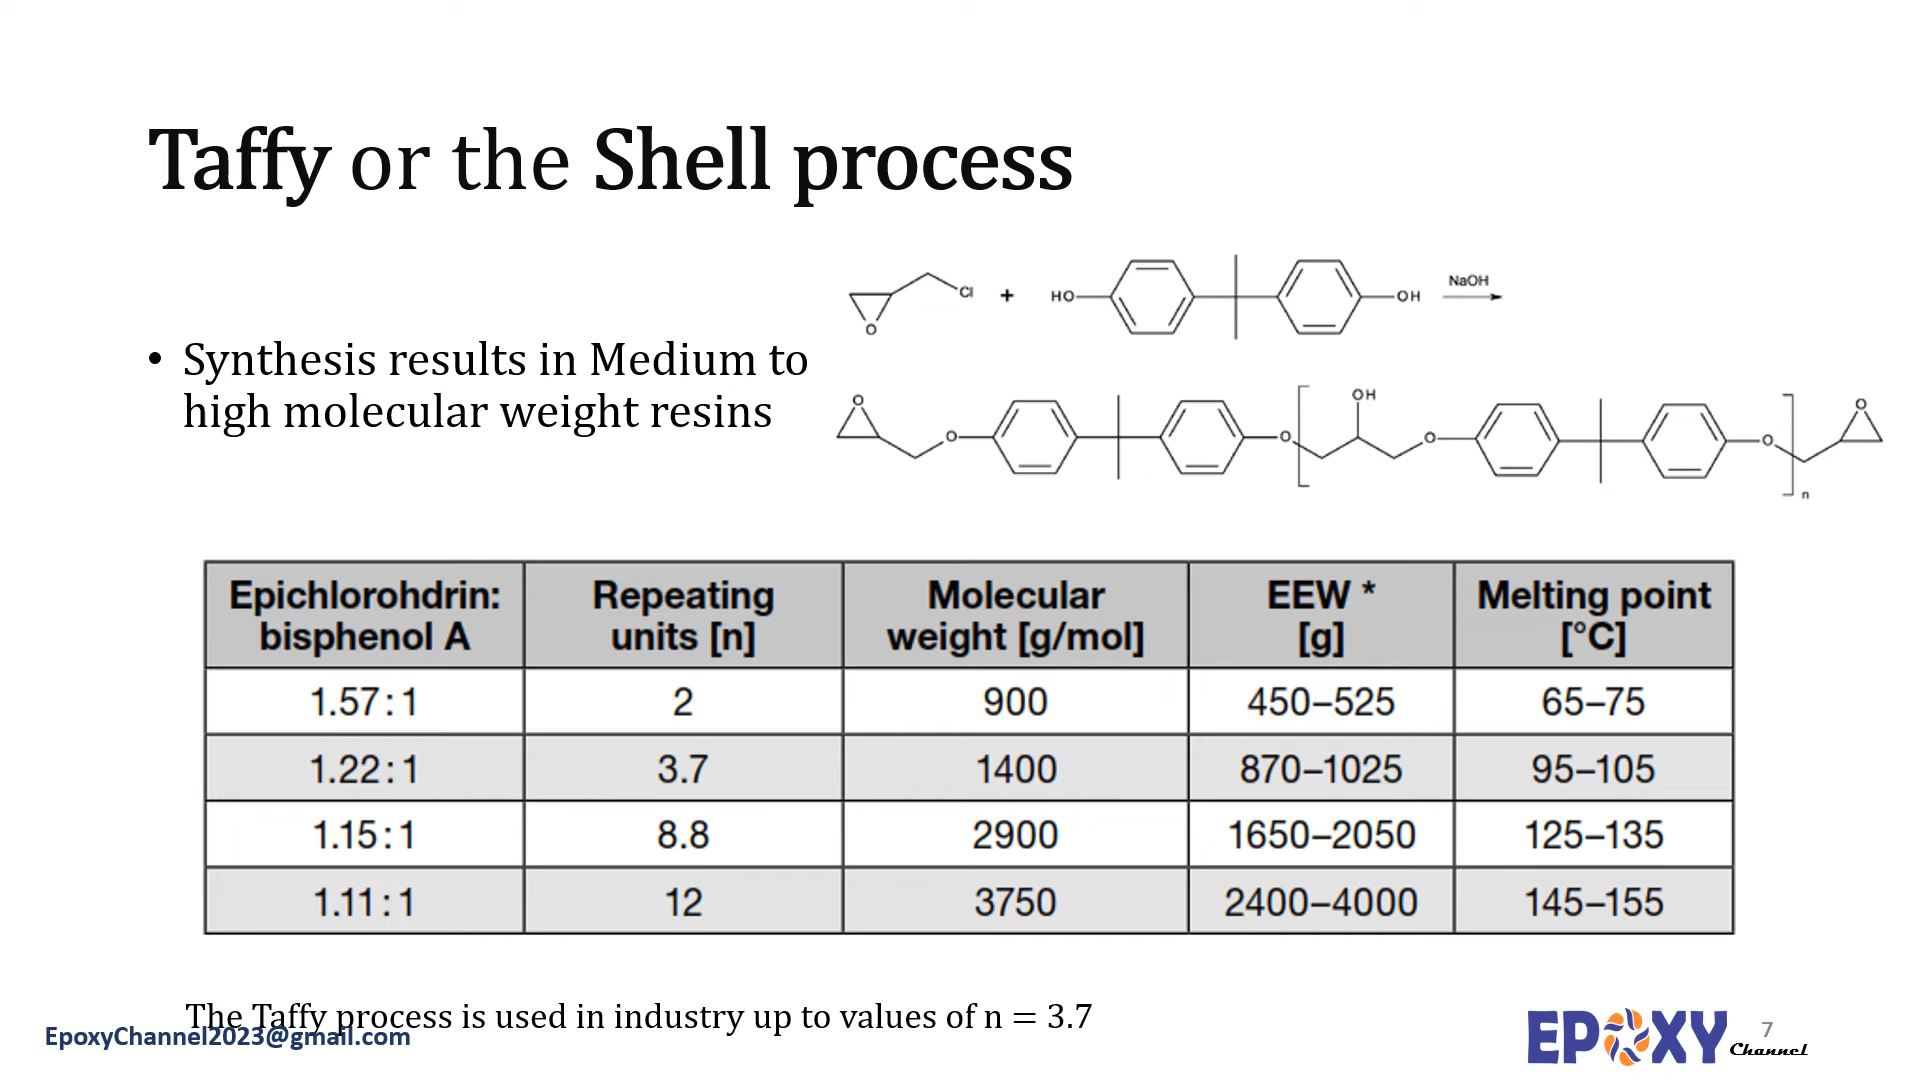 Taffy or the Shell process
Cl
O
+
HO
OH
NaOH
• Synthesis results in Medium to
high molecular weight resins
O
O
O
OH
O
O
O
n
Epichlorohdrin:
bisphenol A
Repeating
units [n]
Molecular
weight [g/mol]
EEW *
[g]
Melting point
[°C]
1.57:1 2 900 450–525 65–75
1.22:1 3.7 1400 870–1025 95–105
1.15:1 8.8 2900 1650–2050 125–135
1.11:1 12 3750 2400–4000 145–155
The Taffy process is used in industry up to values of n = 3.7
EpoxyChannel2023@gmail.com
EPOXY
Channel
7